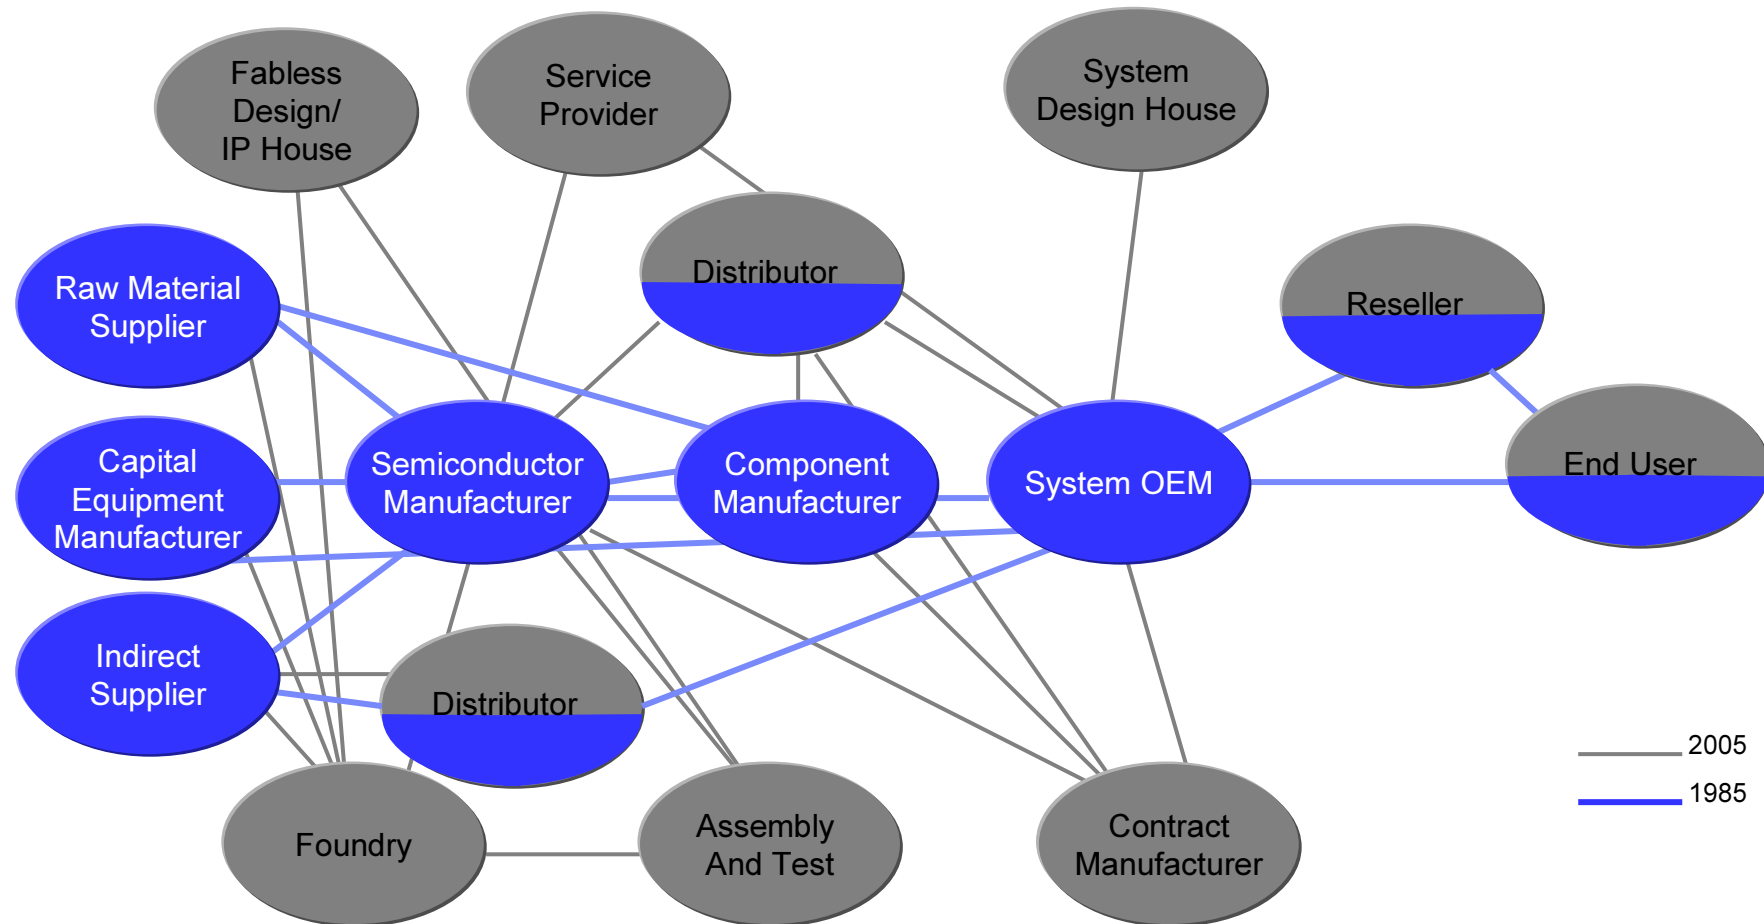 Fabless
Design/
IP House
Service
Provider
System
Design House
Raw Material
Supplier
Distributor
Reseller
Capital
Equipment
Manufacturer
Semiconductor
Manufacturer
Component
Manufacturer
System OEM
End User
Indirect
Supplier
Distributor
Foundry
Assembly
And Test
Contract
Manufacturer
2005
1985